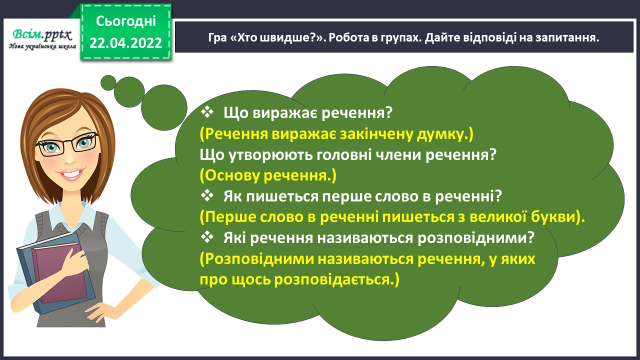 Всім.pptx
Нова українська школа
Сьогодні
22.04.2022
Гра «Хто швидше?». Робота в групах. Дайте відповіді на запитання.
❖ Що виражає речення?
(Речення виражає закінчену думку.)
Що утворюють головні члени речення?
(Основу речення.)
❖ Як пишеться перше слово в реченні?
(Перше слово в реченні пишеться з великої букви).
❖ Які речення називаються розповідними?
(Розповідними називаються речення, у яких
про щось розповідається.)